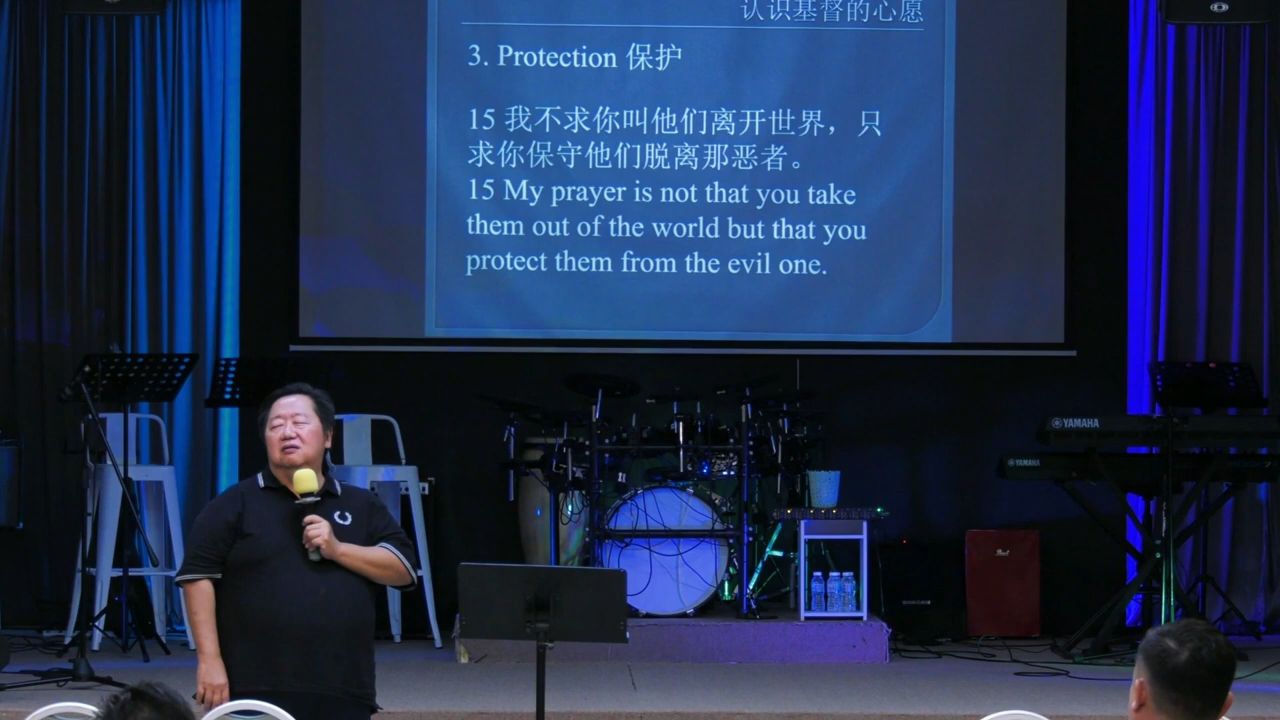 认识基督的心愿
3. Protection 保护
15 我不求你叫他们离开世界，只
求你保守他们脱离那恶者。
15 My prayer is not that you take
them out of the world but that you
protect them from the evil one.
YAMAHA
YAMAHA
Pearl